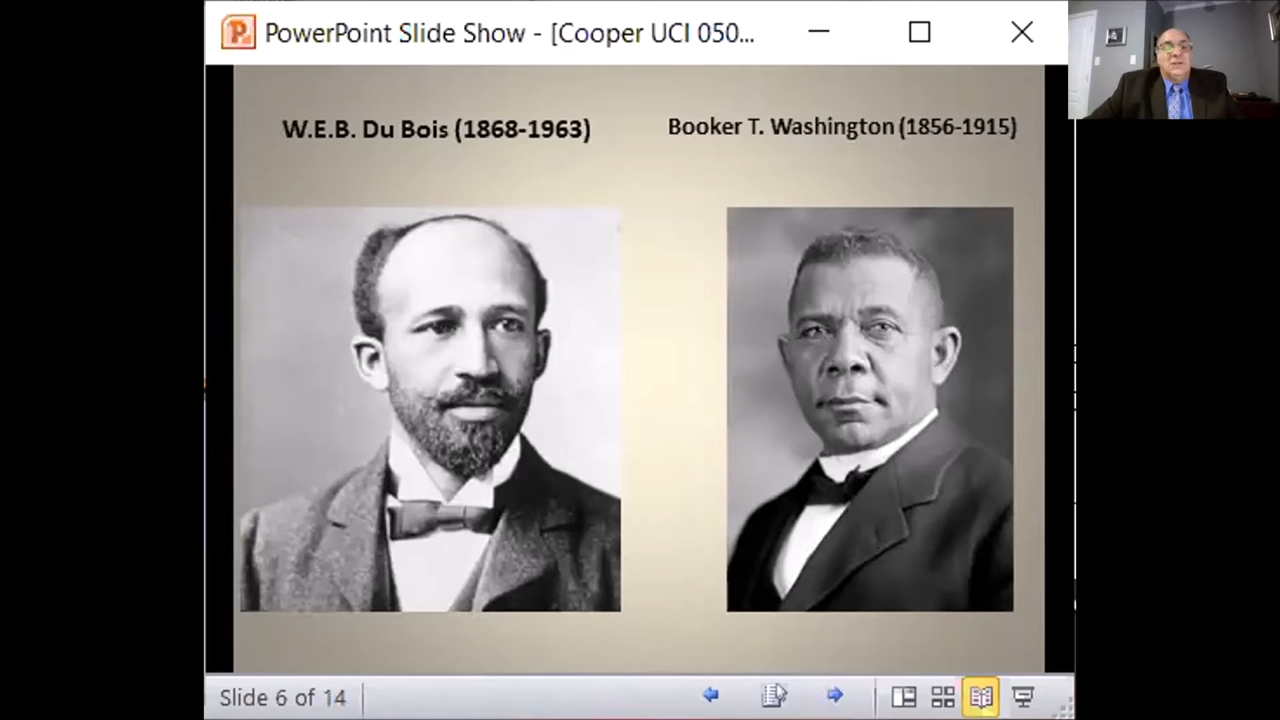 PowerPoint Slide Show - [Cooper UCI 050...
W.E.B. Du Bois (1868-1963)
Booker T. Washington (1856-1915)
Slide 6 of 14